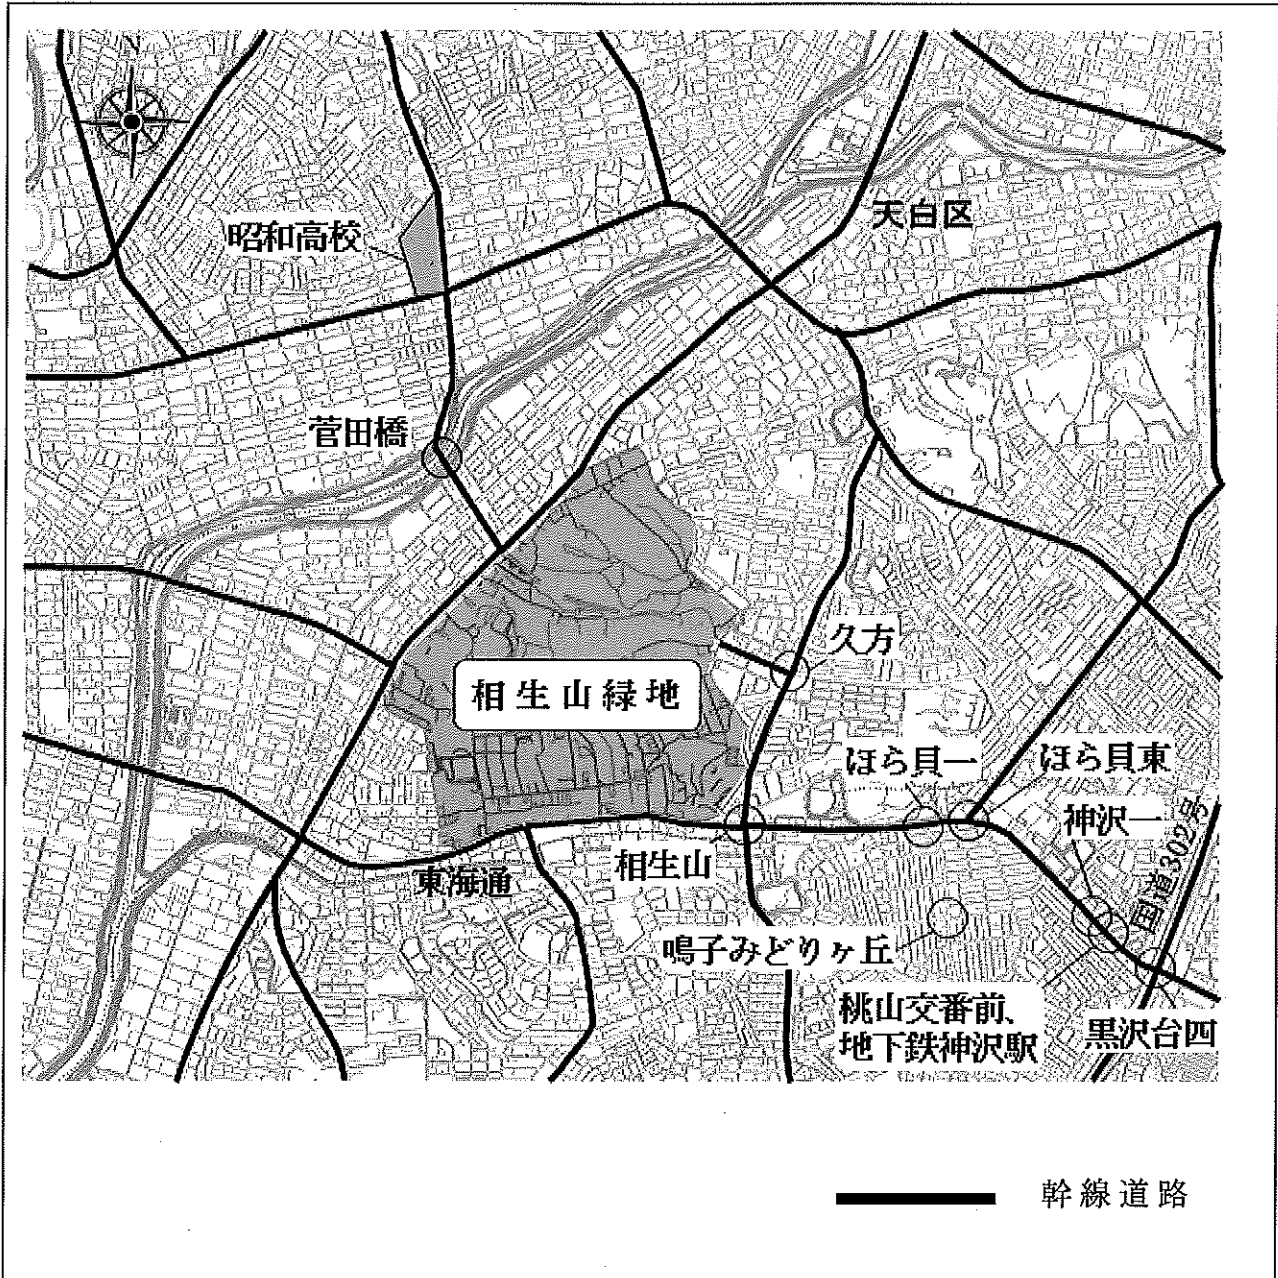 天白区
昭和高校
菅田橋
久方
相生山緑地
ほら貝一
ほら貝東
神沢一
国道302号
相生山
東海通
鳴子みどりヶ丘
桃山交番前、
地下鉄神沢駅
黒沢台四
幹線道路